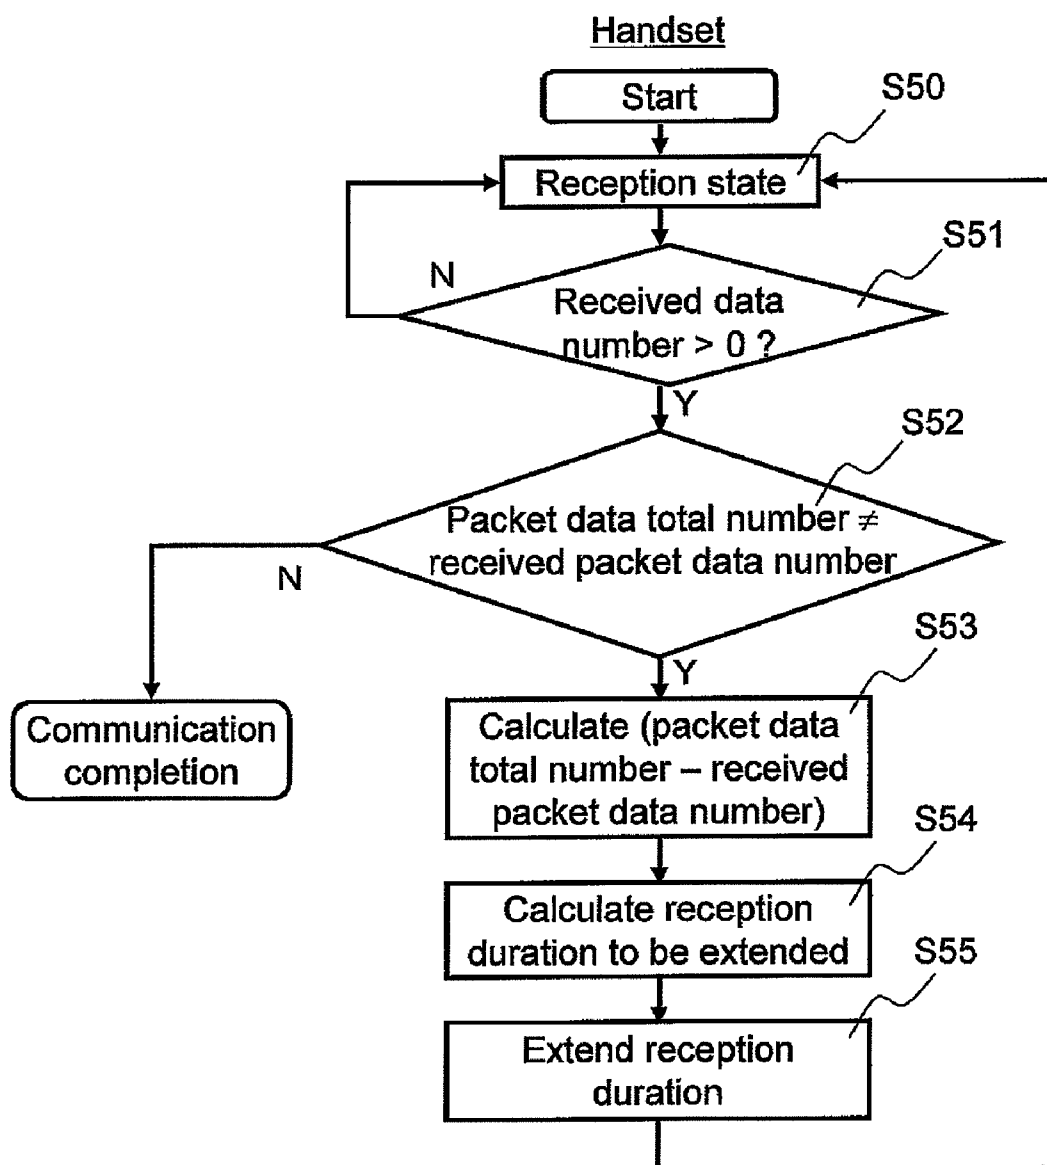 Handset
Start
S50
Reception state
S51
N
Received data
number > 0 ?
Y
S52
Packet data total number ≠
received packet data number
N
S53
Y
Communication
completion
Calculate (packet data
total number – received
packet data number)
S54
Calculate reception
duration to be extended
S55
Extend reception
duration